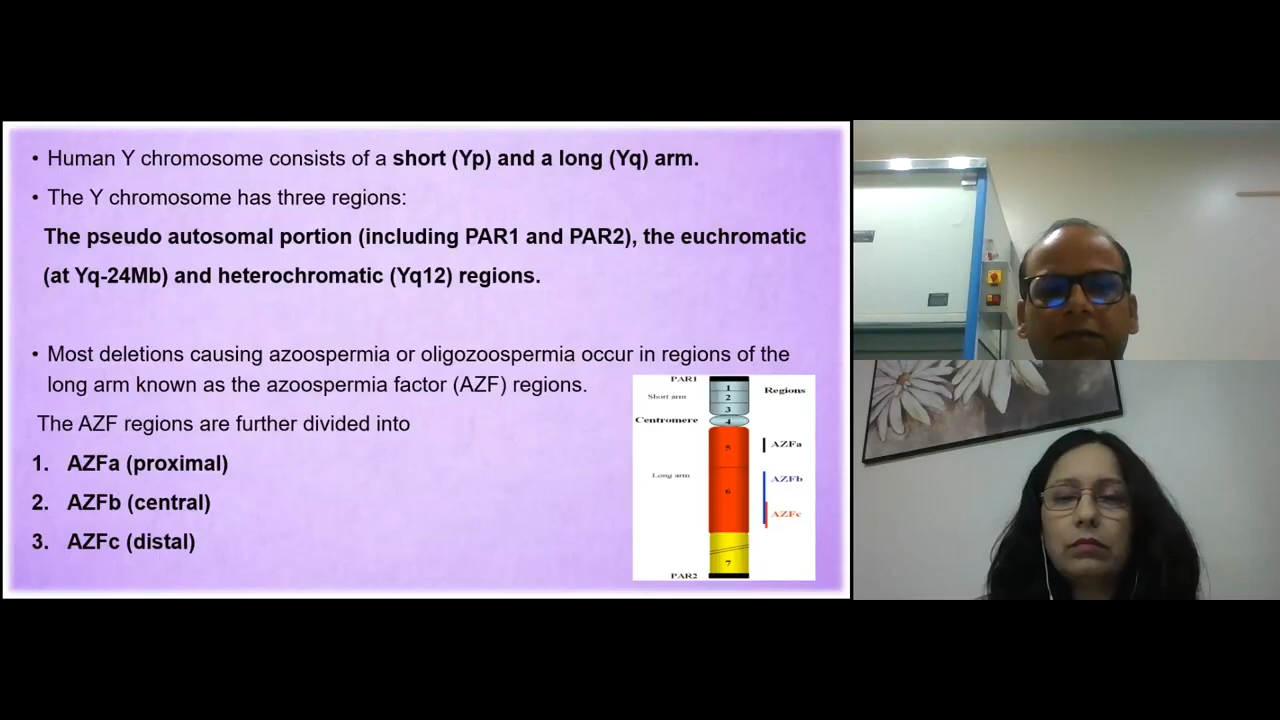 • Human Y chromosome consists of a short (Yp) and a long (Yq) arm.
• The Y chromosome has three regions:
The pseudo autosomal portion (including PAR1 and PAR2), the euchromatic
(at Yq-24Mb) and heterochromatic (Yq12) regions.
• Most deletions causing azoospermia or oligozoospermia occur in regions of the
long arm known as the azoospermia factor (AZF) regions.
The AZF regions are further divided into
1. AZFa (proximal)
2. AZFb (central)
3. AZFc (distal)
PAR1
Regions
1
Short arm
2
3
Centromere
4
5
AZFa
Long arm
AZFb
6
AZFc
7
PAR2